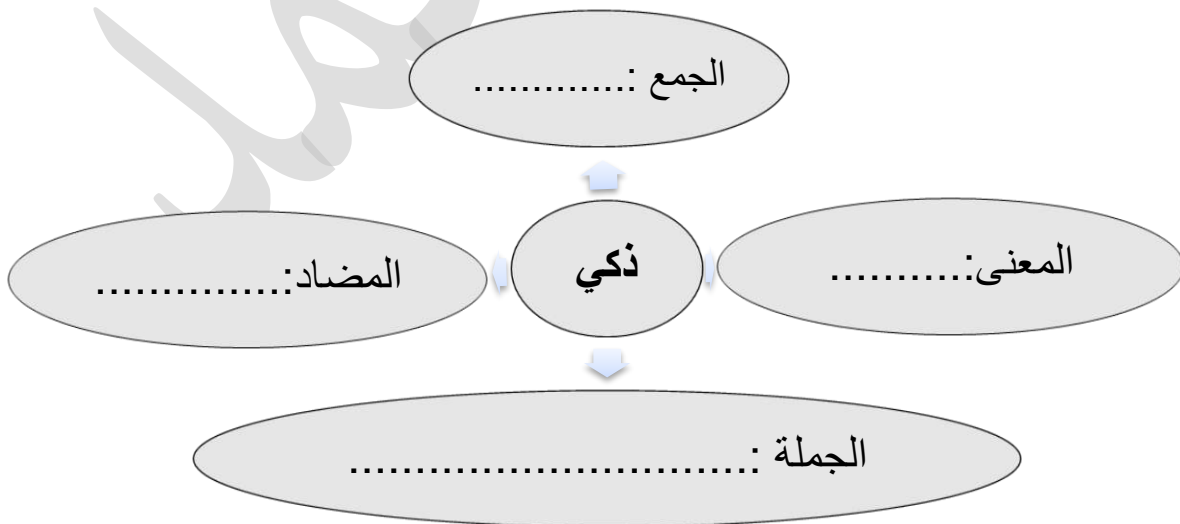 الجمع :..............
المعنى:..........
ذكي
المضاد:...............
الجملة :..............................